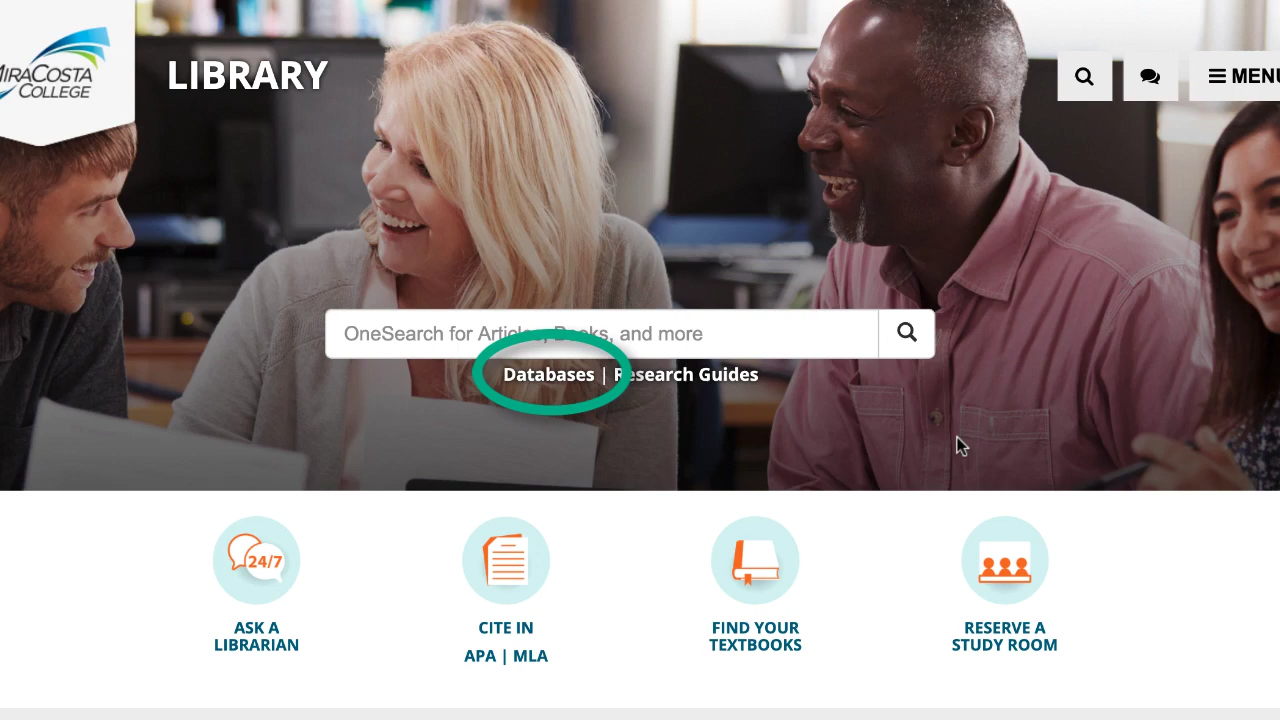 MIRACOSTA
COLLEGE
LIBRARY
MENU
OneSearch for Articles, Books, and more
Databases | Research Guides
24/7
ASK A
LIBRARIAN
CITE IN
APA | MLA
FIND YOUR
TEXTBOOKS
RESERVE A
STUDY ROOM